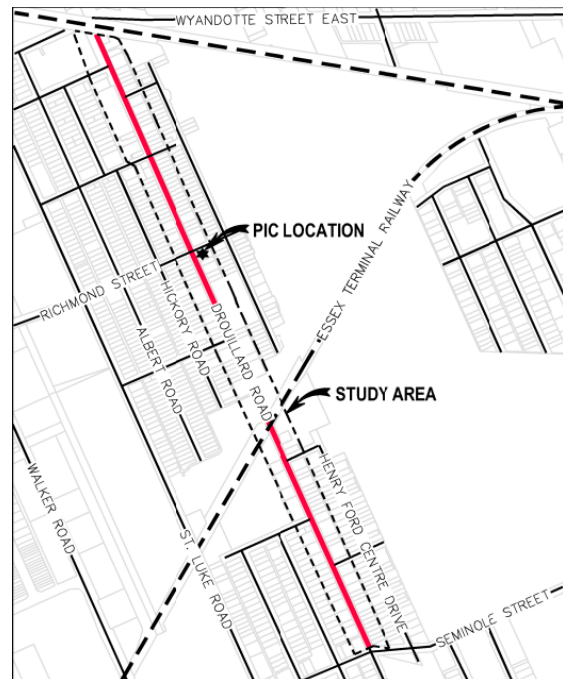 WYANDOTTE STREET EAST
PIC LOCATION
ESSEX TERMINAL RAILWAY
RICHMOND STREET
HICKORY ROAD
DROUILLARD ROAD
ALBERT ROAD
STUDY AREA
WALKER ROAD
ST. LUKE ROAD
HENRY FORD CENTRE DRIVE
SEMINOLE STREET